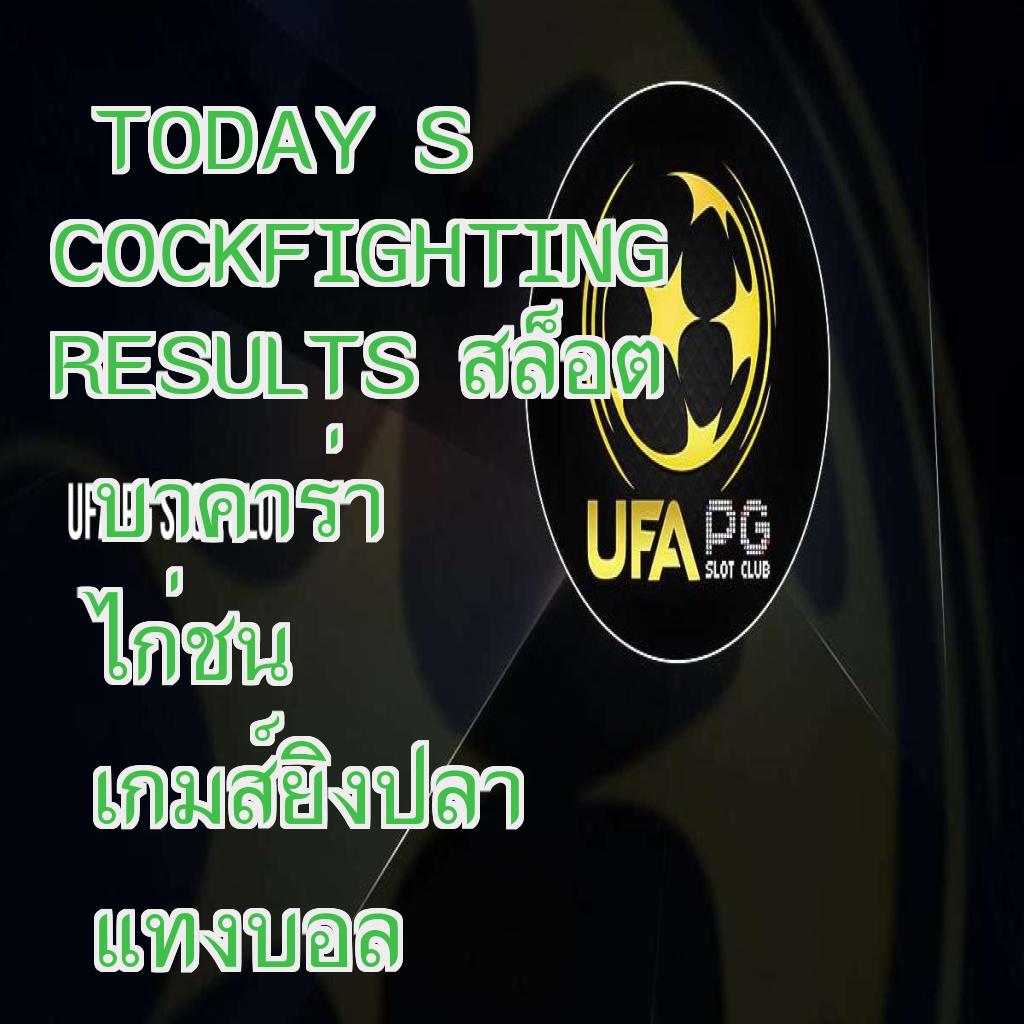 TODAY S
COCKFIGHTING
RESULTS สล็อต
บาคาร่า
ไก่ชน
เกมส์ยิงปลา
แทงบอล
UFA PG
SLOT CLUB